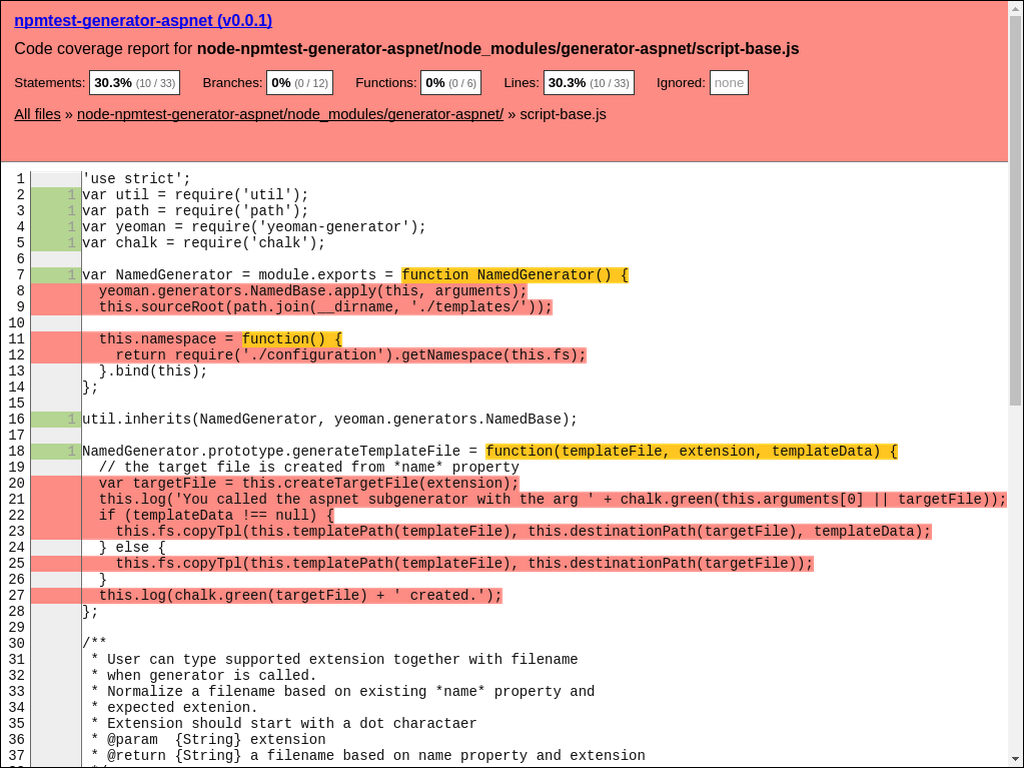 npmtest-generator-aspnet (v0.0.1)
Code coverage report for node-npmtest-generator-aspnet/node_modules/generator-aspnet/script-base.js
Statements: 30.3% (10 / 33) Branches: 0% (0 / 12) Functions: 0% (0 / 6) Lines: 30.3% (10 / 33) Ignored: none
All files » node-npmtest-generator-aspnet/node_modules/generator-aspnet/ » script-base.js
1 'use strict';
2 1 var util = require('util');
3 1 var path = require('path');
4 1 var yeoman = require('yeoman-generator');
5 1 var chalk = require('chalk');
6
7 1 var NamedGenerator = module.exports = function NamedGenerator() {
8   yeoman.generators.NamedBase.apply(this, arguments);
9   this.sourceRoot(path.join(__dirname, './templates/'));
10
11   this.namespace = function() {
12     return require('./configuration').getNamespace(this.fs);
13   }.bind(this);
14 };
15
16 1 util.inherits(NamedGenerator, yeoman.generators.NamedBase);
17
18 1 NamedGenerator.prototype.generateTemplateFile = function(templateFile, extension, templateData) {
19   // the target file is created from *name* property
20   var targetFile = this.createTargetFile(extension);
21   this.log('You called the aspnet subgenerator with the arg ' + chalk.green(this.arguments[0] || targetFile));
22   if (templateData !== null) {
23     this.fs.copyTpl(this.templatePath(templateFile), this.destinationPath(targetFile), templateData);
24   } else {
25     this.fs.copyTpl(this.templatePath(templateFile), this.destinationPath(targetFile));
26   }
27   this.log(chalk.green(targetFile) + ' created.');
28 };
29
30 /**
31  * User can type supported extension together with filename
32  * when generator is called.
33  * Normalize a filename based on existing *name* property and
34  * expected extenion.
35  * Extension should start with a dot charactaer
36  * @param  {String} extension
37  * @return {String} a filename based on name property and extension